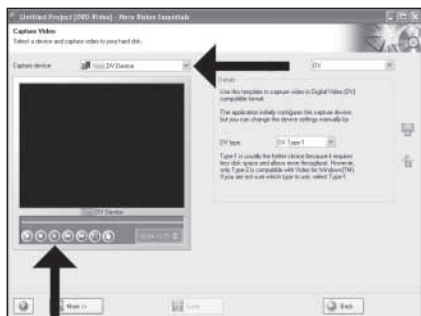 Untitled Project [DVD-Video] - Nero Vision Essentials
Capture Video
Select a device and capture video to your hard disk.
Capture device
DV Device
DV
Details
Use this template to capture video in Digital Video (DV)
compatible format.
The application initially configures the capture device,
but you can change the device settings manually by
DV type:
DV Type-1
Type-1 is usually the better choice because it requires
less disk space and allows more throughput. However,
only Type-2 is compatible with Video for Windows(TM).
If you are not sure which type to use, select Type-1.
DV Device
More >>
Back